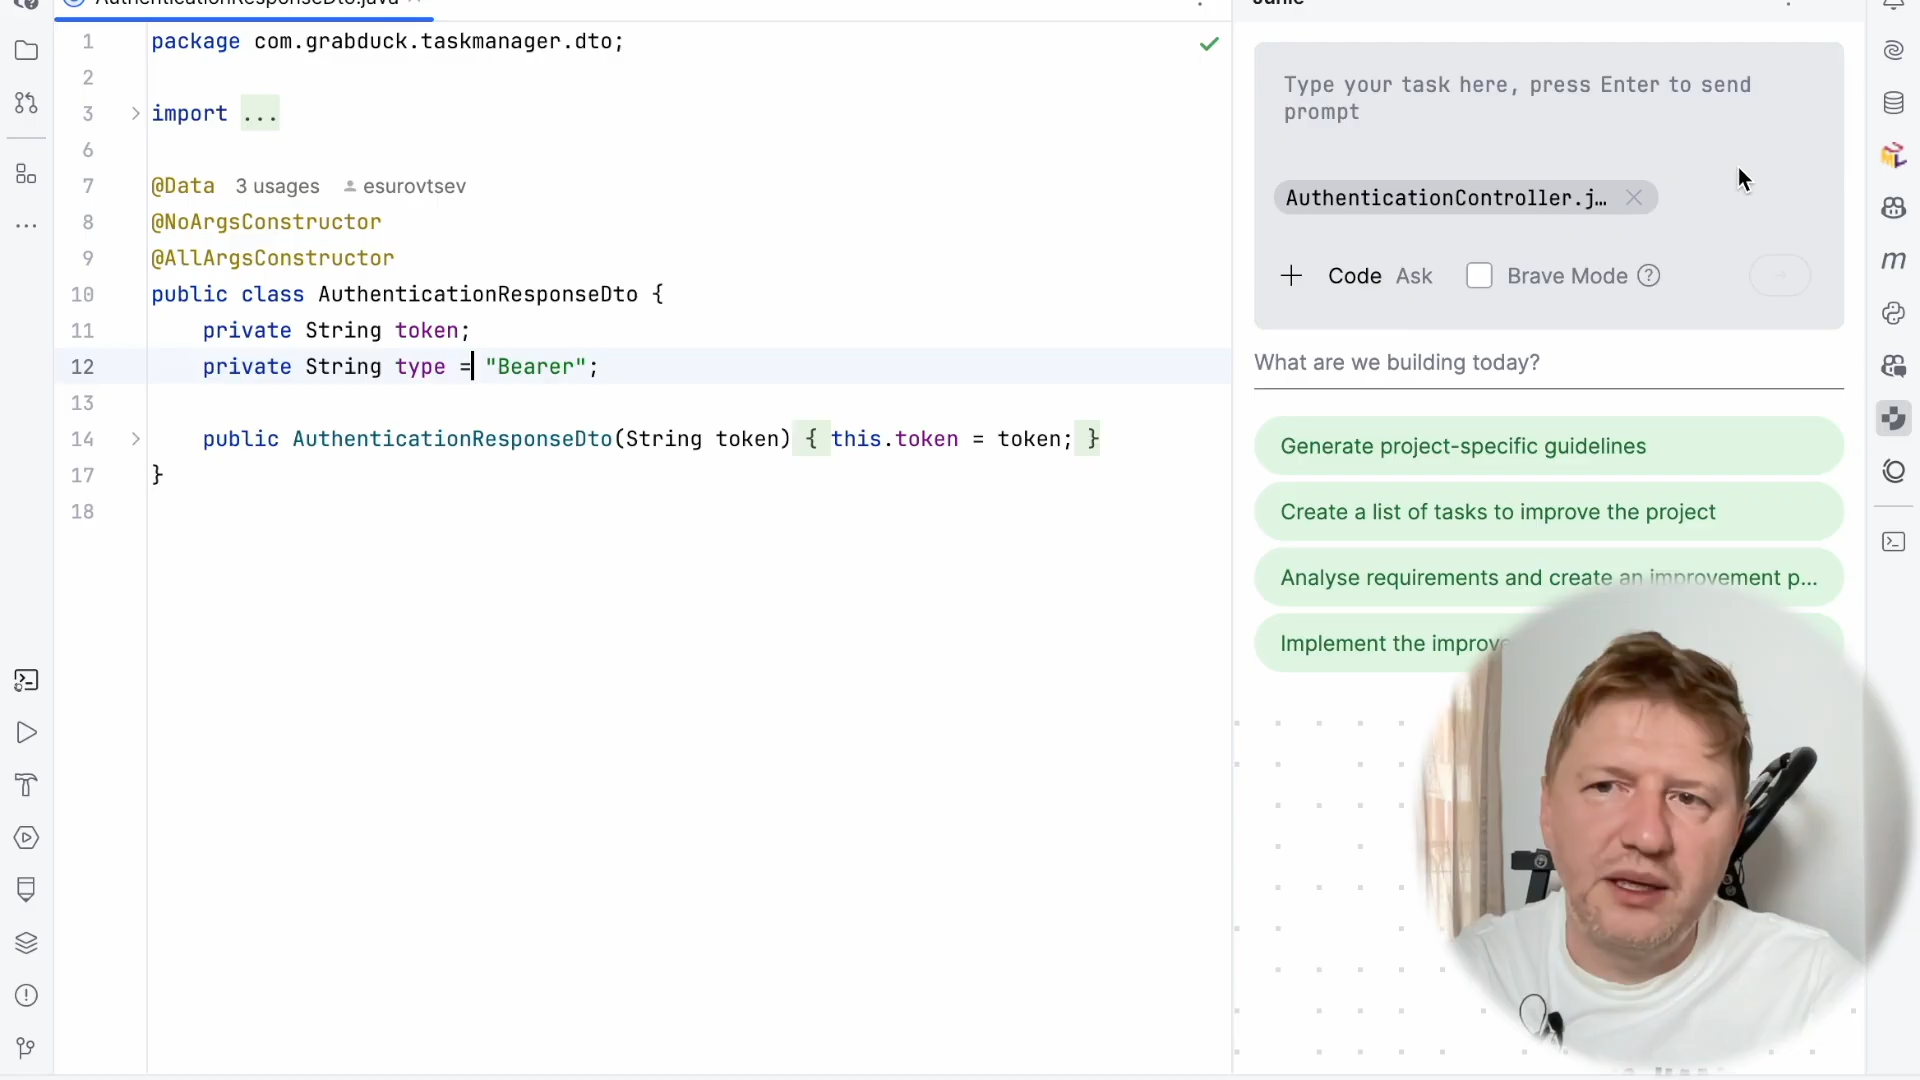 AuthenticationResponseDto.java
1 package com.grabduck.taskmanager.dto;
2
3 import ...
6
7 @Data 3 usages esurovtsev
8 @NoArgsConstructor
9 @AllArgsConstructor
10 public class AuthenticationResponseDto {
11 private String token;
12 private String type = "Bearer";
13
14 public AuthenticationResponseDto(String token) { this.token = token; }
17 }
18
Junie
Type your task here, press Enter to send
prompt
AuthenticationController.j...
Code Ask Brave Mode
What are we building today?
Generate project-specific guidelines
Create a list of tasks to improve the project
Analyse requirements and create an improvement p...
Implement the improve